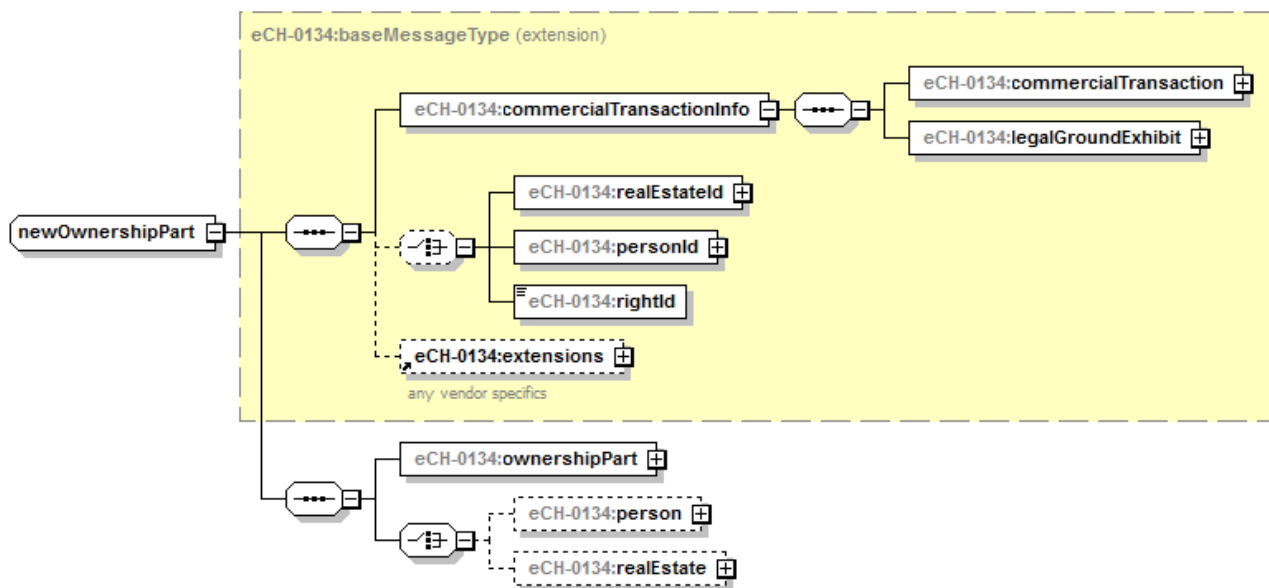 eCH-0134:baseMessageType (extension)
eCH-0134:commercialTransactionInfo
eCH-0134:commercialTransaction
eCH-0134:legalGroundExhibit
newOwnershipPart
eCH-0134:realEstateId
eCH-0134:personId
eCH-0134:rightId
eCH-0134:extensions
any vendor specifics
eCH-0134:ownershipPart
eCH-0134:person
eCH-0134:realEstate